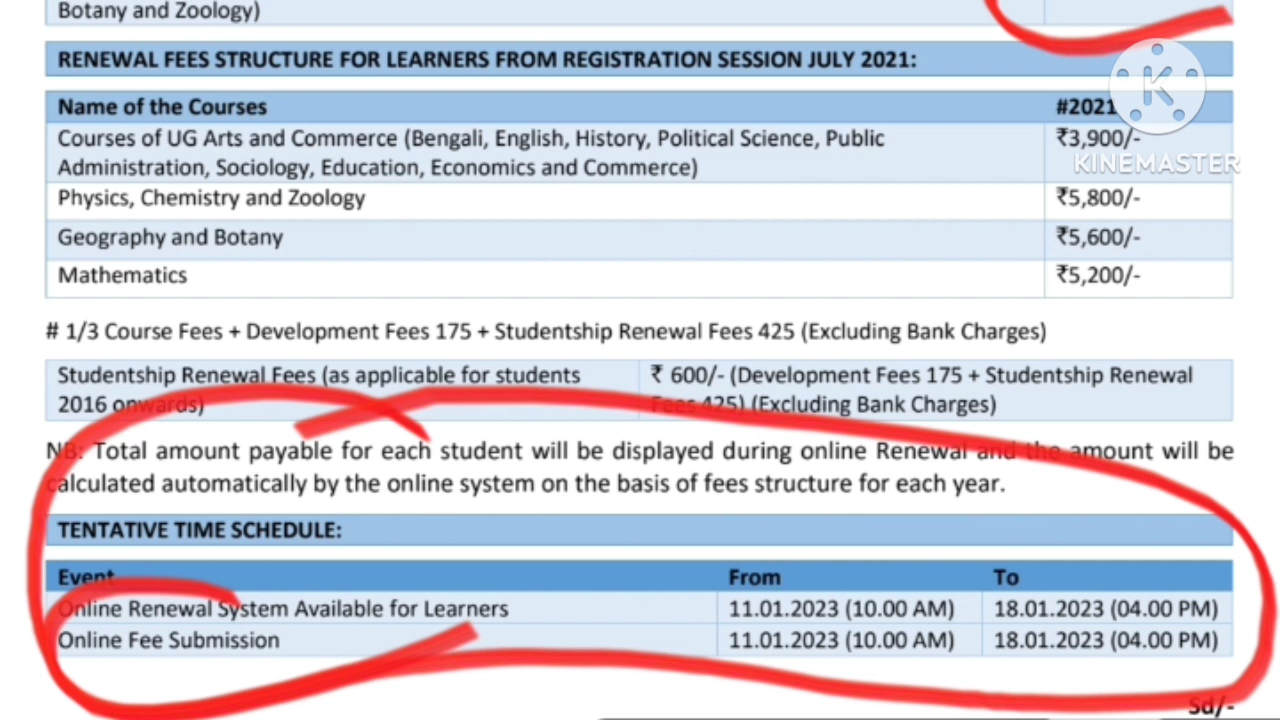 Botany and Zoology)
RENEWAL FEES STRUCTURE FOR LEARNERS FROM REGISTRATION SESSION JULY 2021:
Name of the Courses #2021
Courses of UG Arts and Commerce (Bengali, English, History, Political Science, Public ₹3,900/-
Administration, Sociology, Education, Economics and Commerce)
KINEMASTER
Physics, Chemistry and Zoology ₹5,800/-
Geography and Botany ₹5,600/-
Mathematics ₹5,200/-
# 1/3 Course Fees + Development Fees 175 + Studentship Renewal Fees 425 (Excluding Bank Charges)
Studentship Renewal Fees (as applicable for students ₹ 600/- (Development Fees 175 + Studentship Renewal
2016 onwards) Fees 425) (Excluding Bank Charges)
NB: Total amount payable for each student will be displayed during online Renewal and the amount will be
calculated automatically by the online system on the basis of fees structure for each year.
TENTATIVE TIME SCHEDULE:
Event From To
Online Renewal System Available for Learners 11.01.2023 (10.00 AM) 18.01.2023 (04.00 PM)
Online Fee Submission 11.01.2023 (10.00 AM) 18.01.2023 (04.00 PM)
Sd/-